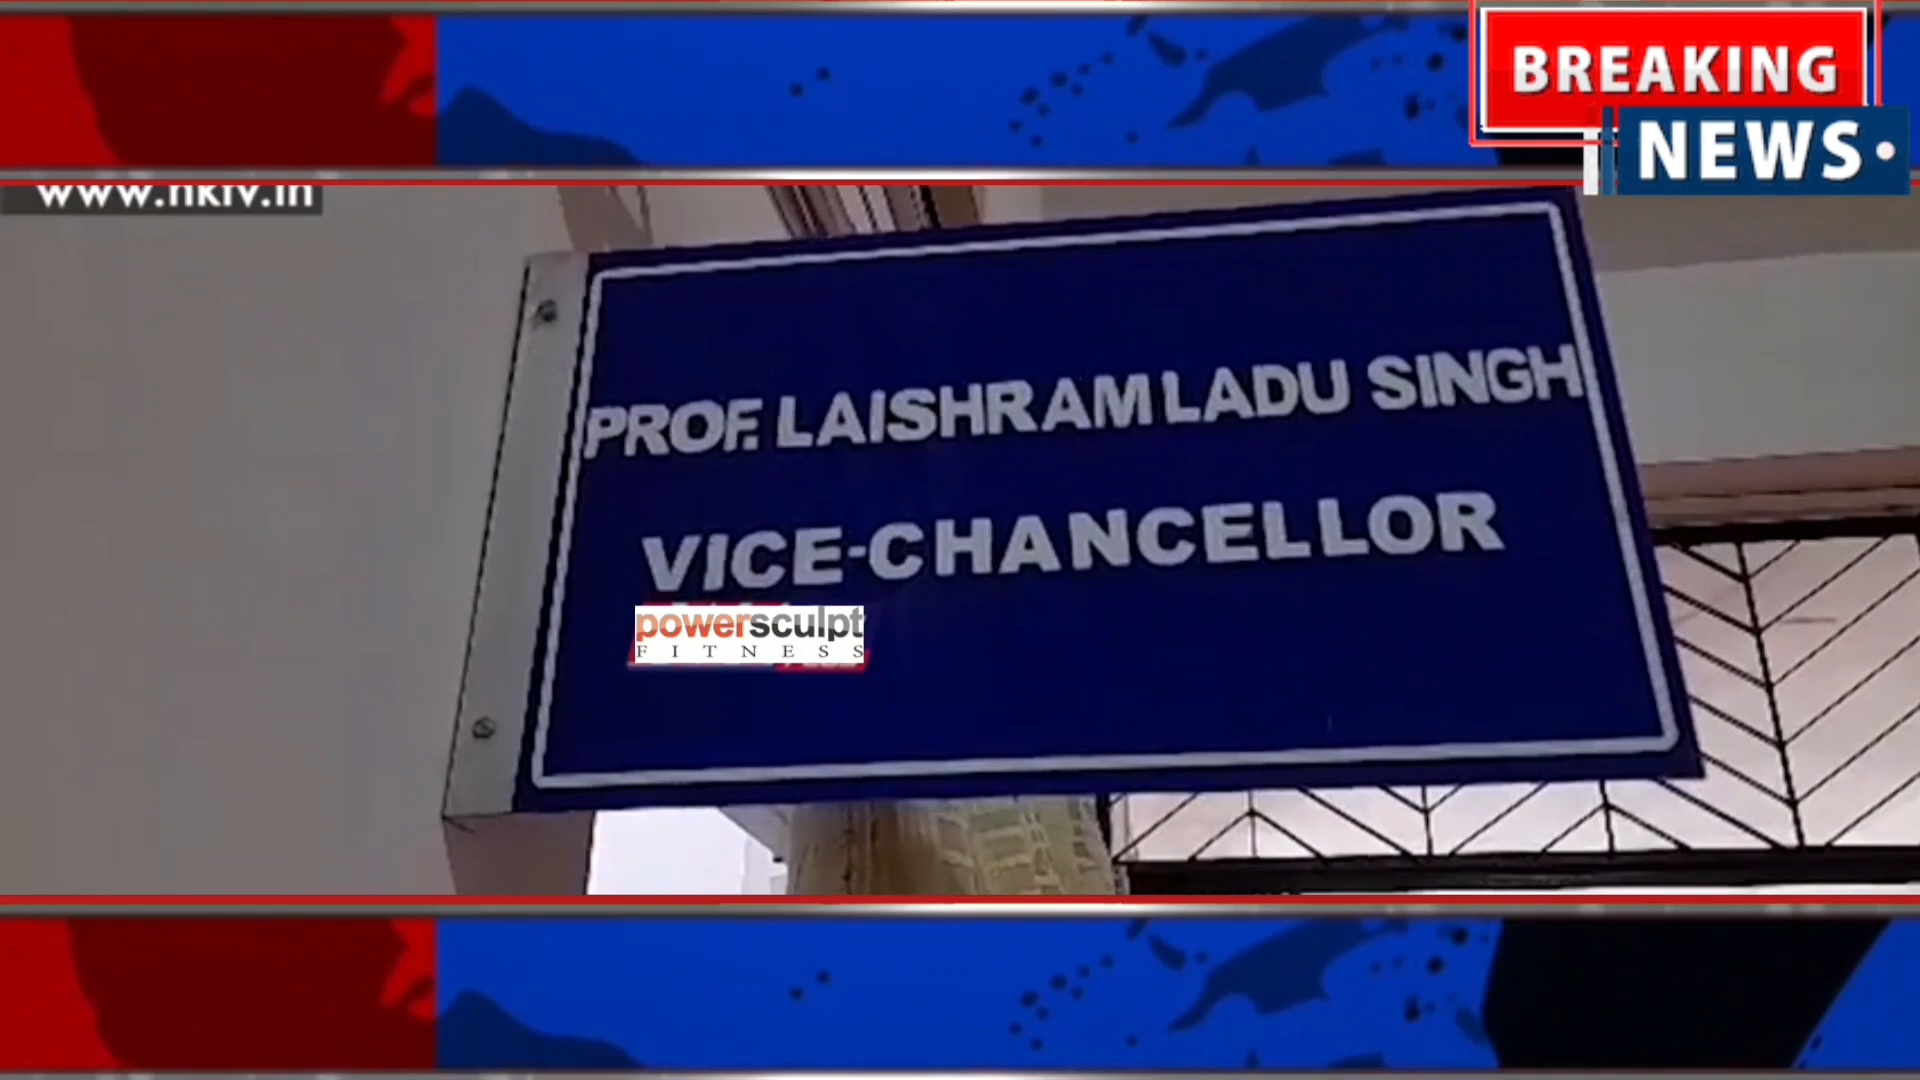 BREAKING
NEWS
www.nktv.in
PROF. LAISHRAM LADU SINGH
VICE-CHANCELLOR
powersculpt
FITNESS